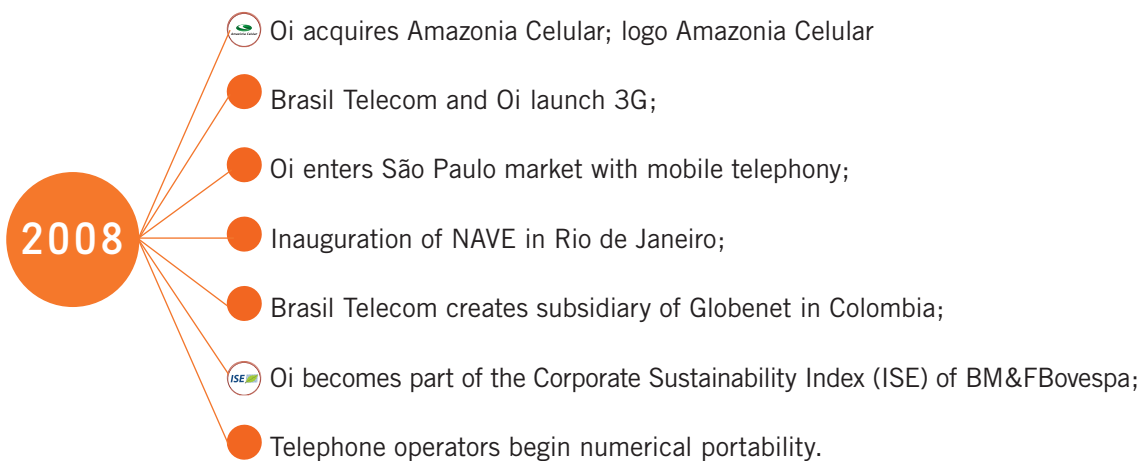 Oi acquires Amazonia Celular; logo Amazonia Celular
Brasil Telecom and Oi launch 3G;
Oi enters São Paulo market with mobile telephony;
2008
Inauguration of NAVE in Rio de Janeiro;
Brasil Telecom creates subsidiary of Globenet in Colombia;
ISE
Oi becomes part of the Corporate Sustainability Index (ISE) of BM&FBovespa;
Telephone operators begin numerical portability.